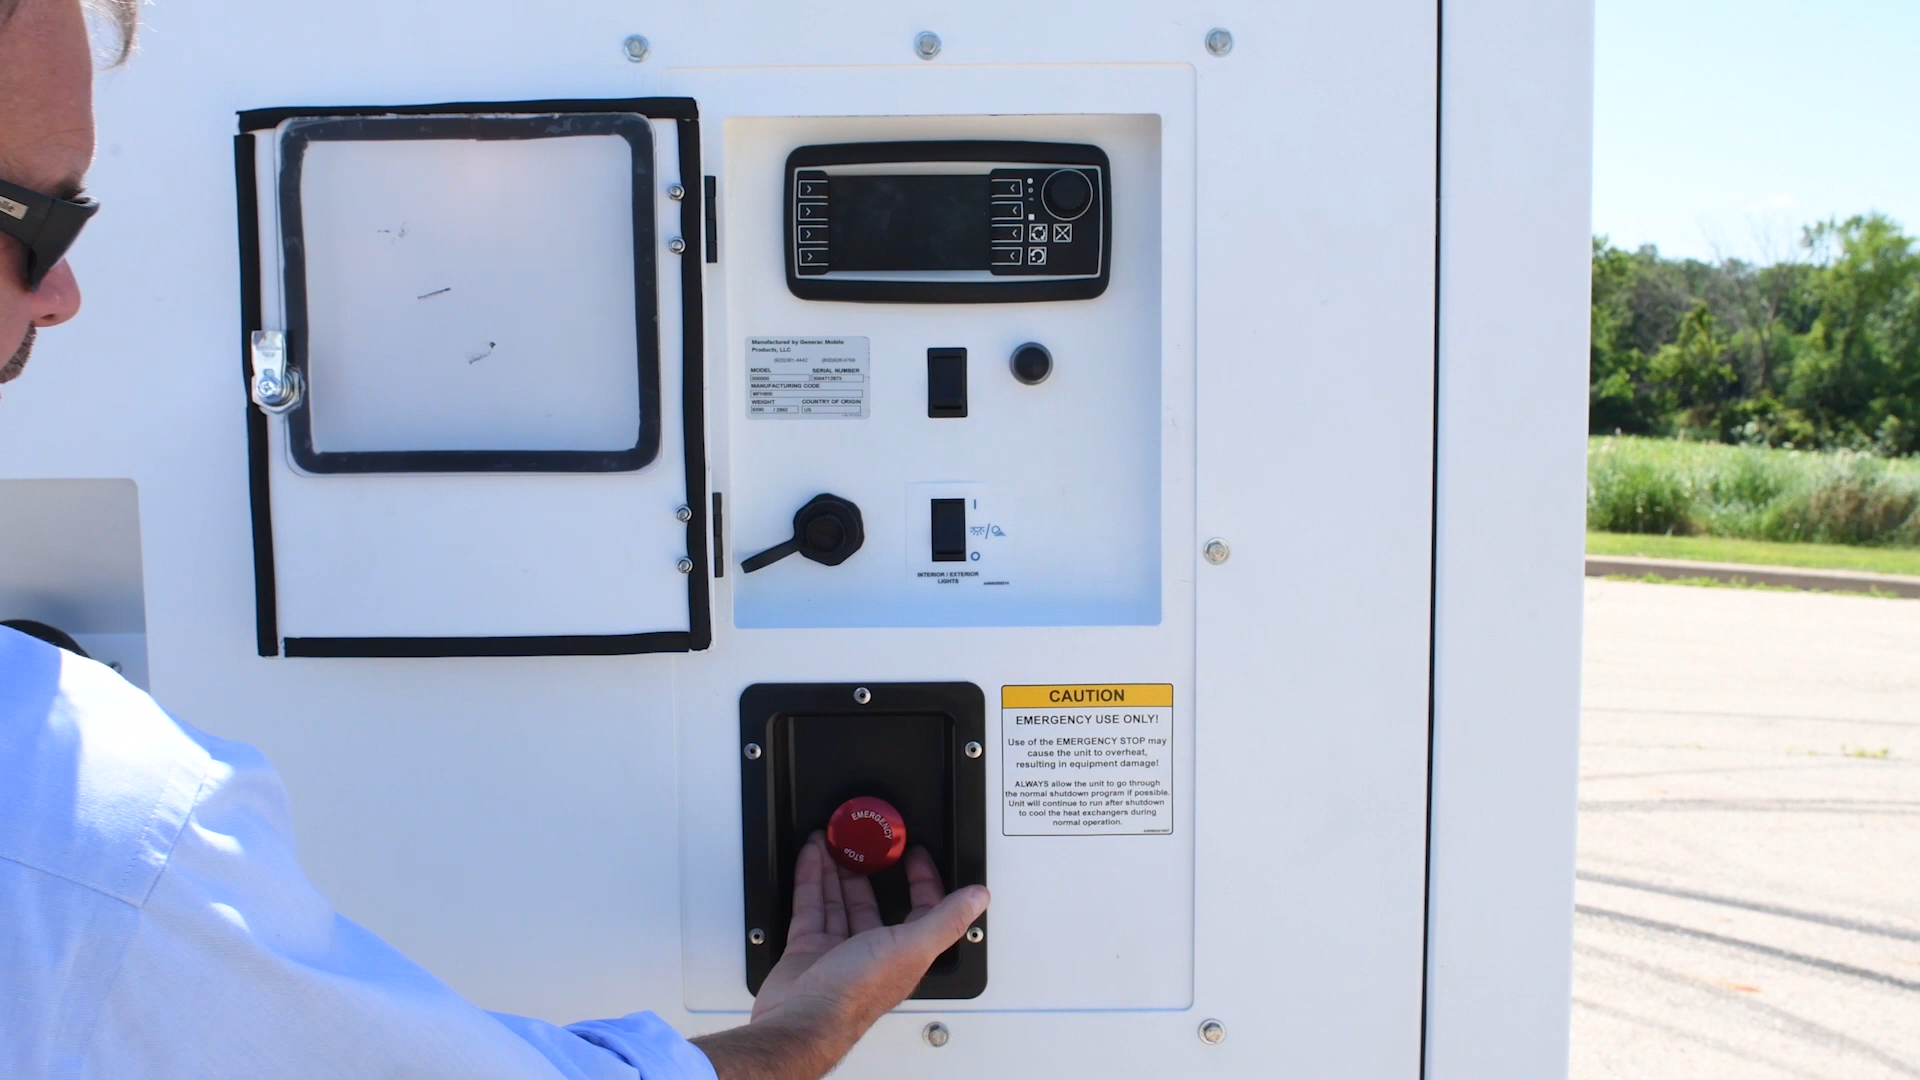 Manufactured by Generac Mobile
Products, LLC
MODEL
SERIAL NUMBER
000000
MANUFACTURING CODE
WEIGHT
COUNTRY OF ORIGIN
US
I
O
INTERIOR / EXTERIOR
LIGHTS
CAUTION
EMERGENCY USE ONLY!
Use of the EMERGENCY STOP may
cause the unit to overheat,
resulting in equipment damage!
ALWAYS allow the unit to go through
the normal shutdown program if possible.
Unit will continue to run after shutdown
to cool the heat exchangers during
normal operation.
EMERGENCY
STOP